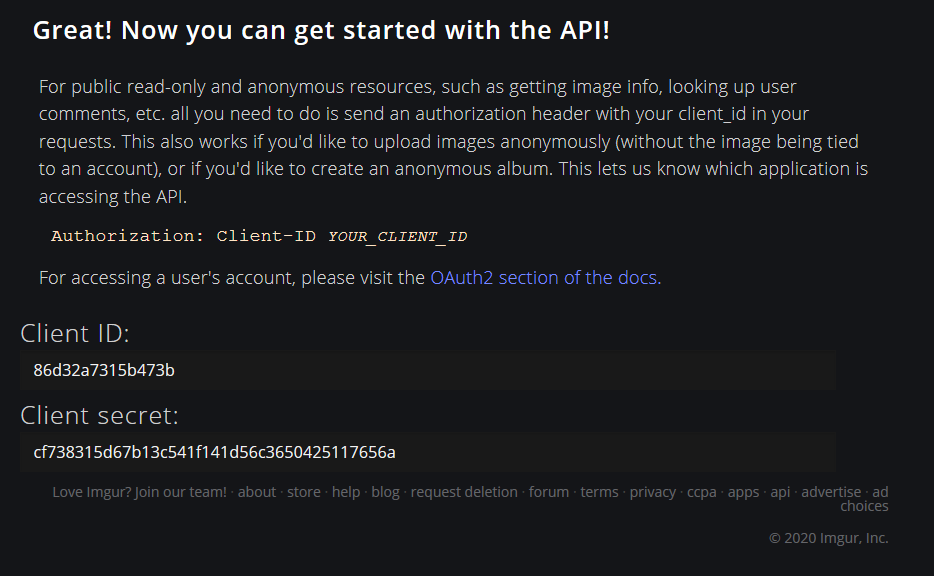 Great! Now you can get started with the API!
For public read-only and anonymous resources, such as getting image info, looking up user
comments, etc. all you need to do is send an authorization header with your client_id in your
requests. This also works if you'd like to upload images anonymously (without the image being tied
to an account), or if you'd like to create an anonymous album. This lets us know which application is
accessing the API.
Authorization: Client-ID YOUR_CLIENT_ID
For accessing a user's account, please visit the OAuth2 section of the docs.
Client ID:
86d32a7315b473b
Client secret:
cf738315d67b13c541f141d56c3650425117656a
Love Imgur? Join our team! · about · store · help · blog · request deletion · forum · terms · privacy · ccpa · apps · api · advertise · ad
choices
© 2020 Imgur, Inc.